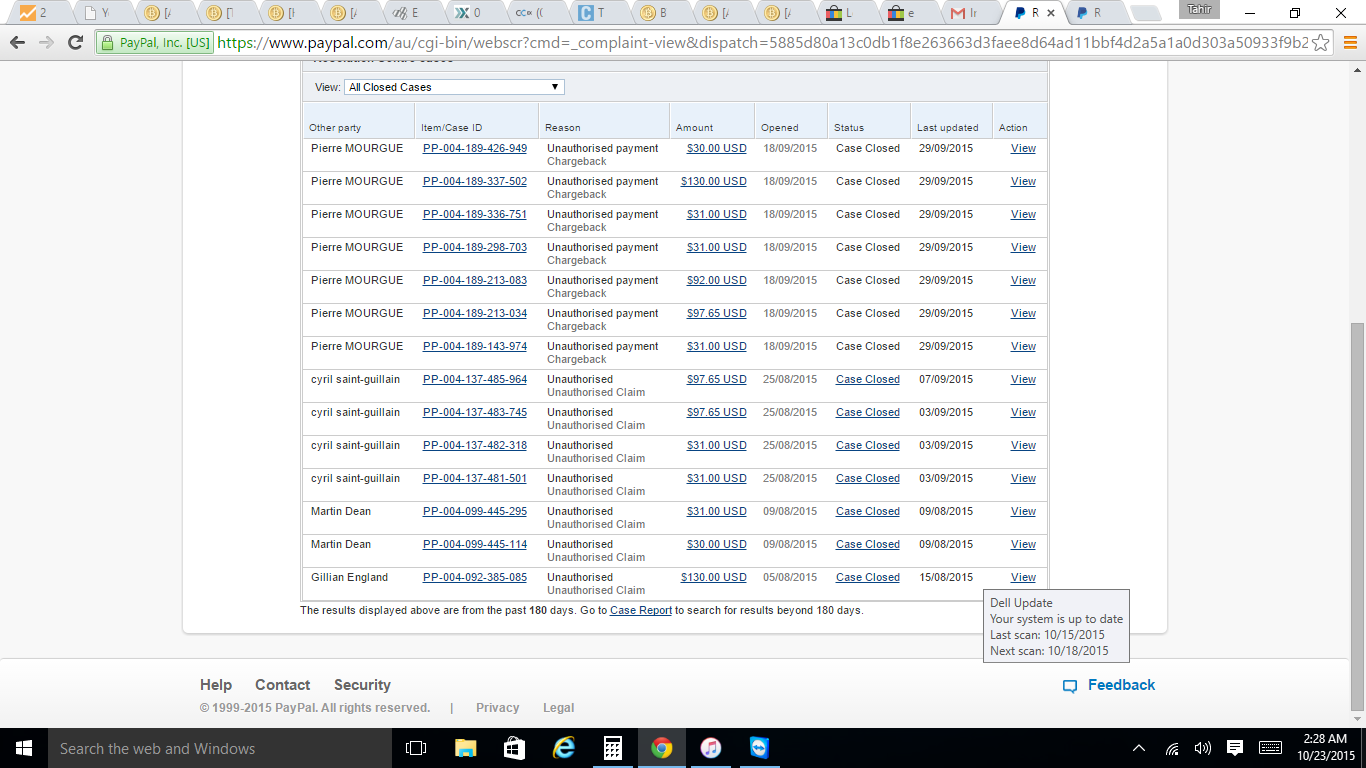 2 Y [A [T [H [A E 0 CCx ((  T B [A [A L e In R × R Tahir
PayPal, Inc. [US] https://www.paypal.com/au/cgi-bin/webscr?cmd=_complaint-view&dispatch=5885d80a13c0db1f8e263663d3faee8d64ad11bbf4d2a5a1a0d303a50933f9b2
View: All Closed Cases
Other party Item/Case ID Reason Amount Opened Status Last updated Action
Pierre MOURGUE PP-004-189-426-949 Unauthorised payment $30.00 USD 18/09/2015 Case Closed 29/09/2015 View
Chargeback
Pierre MOURGUE PP-004-189-337-502 Unauthorised payment $130.00 USD 18/09/2015 Case Closed 29/09/2015 View
Chargeback
Pierre MOURGUE PP-004-189-336-751 Unauthorised payment $31.00 USD 18/09/2015 Case Closed 29/09/2015 View
Chargeback
Pierre MOURGUE PP-004-189-298-703 Unauthorised payment $31.00 USD 18/09/2015 Case Closed 29/09/2015 View
Chargeback
Pierre MOURGUE PP-004-189-213-083 Unauthorised payment $92.00 USD 18/09/2015 Case Closed 29/09/2015 View
Chargeback
Pierre MOURGUE PP-004-189-213-034 Unauthorised payment $97.65 USD 18/09/2015 Case Closed 29/09/2015 View
Chargeback
Pierre MOURGUE PP-004-189-143-974 Unauthorised payment $31.00 USD 18/09/2015 Case Closed 29/09/2015 View
Chargeback
cyril saint-guillain PP-004-137-485-964 Unauthorised $97.65 USD 25/08/2015 Case Closed 07/09/2015 View
Unauthorised Claim
cyril saint-guillain PP-004-137-483-745 Unauthorised $97.65 USD 25/08/2015 Case Closed 03/09/2015 View
Unauthorised Claim
cyril saint-guillain PP-004-137-482-318 Unauthorised $31.00 USD 25/08/2015 Case Closed 03/09/2015 View
Unauthorised Claim
cyril saint-guillain PP-004-137-481-501 Unauthorised $31.00 USD 25/08/2015 Case Closed 03/09/2015 View
Unauthorised Claim
Martin Dean PP-004-099-445-295 Unauthorised $31.00 USD 09/08/2015 Case Closed 09/08/2015 View
Unauthorised Claim
Martin Dean PP-004-099-445-114 Unauthorised $30.00 USD 09/08/2015 Case Closed 09/08/2015 View
Unauthorised Claim
Gillian England PP-004-092-385-085 Unauthorised $130.00 USD 05/08/2015 Case Closed 15/08/2015 View
Unauthorised Claim
The results displayed above are from the past 180 days. Go to Case Report to search for results beyond 180 days.
Dell Update
Your system is up to date
Last scan: 10/15/2015
Next scan: 10/18/2015
Help Contact Security Feedback
© 1999-2015 PayPal. All rights reserved. | Privacy Legal
Search the web and Windows
2:28 AM
10/23/2015